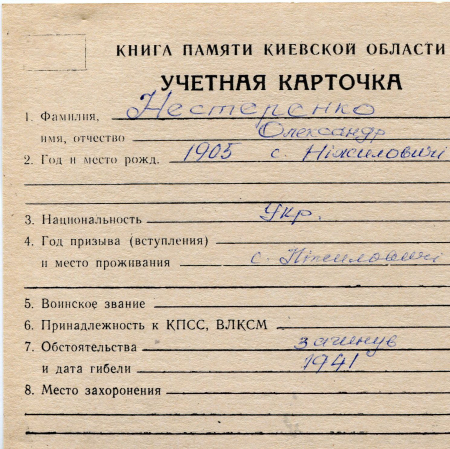 КНИГА ПАМЯТИ КИЕВСКОЙ ОБЛАСТИ
УЧЕТНАЯ КАРТОЧКА
1. Фамилия, Нестеренко
имя, отчество Олександр
2. Год и место рожд. 1905 с. Ніжиловичі
3. Национальность Укр.
4. Год призыва (вступления)
и место проживания с. Ніжиловичі
5. Воинское звание
6. Принадлежность к КПСС, ВЛКСМ
7. Обстоятельства загинув
и дата гибели 1941
8. Место захоронения